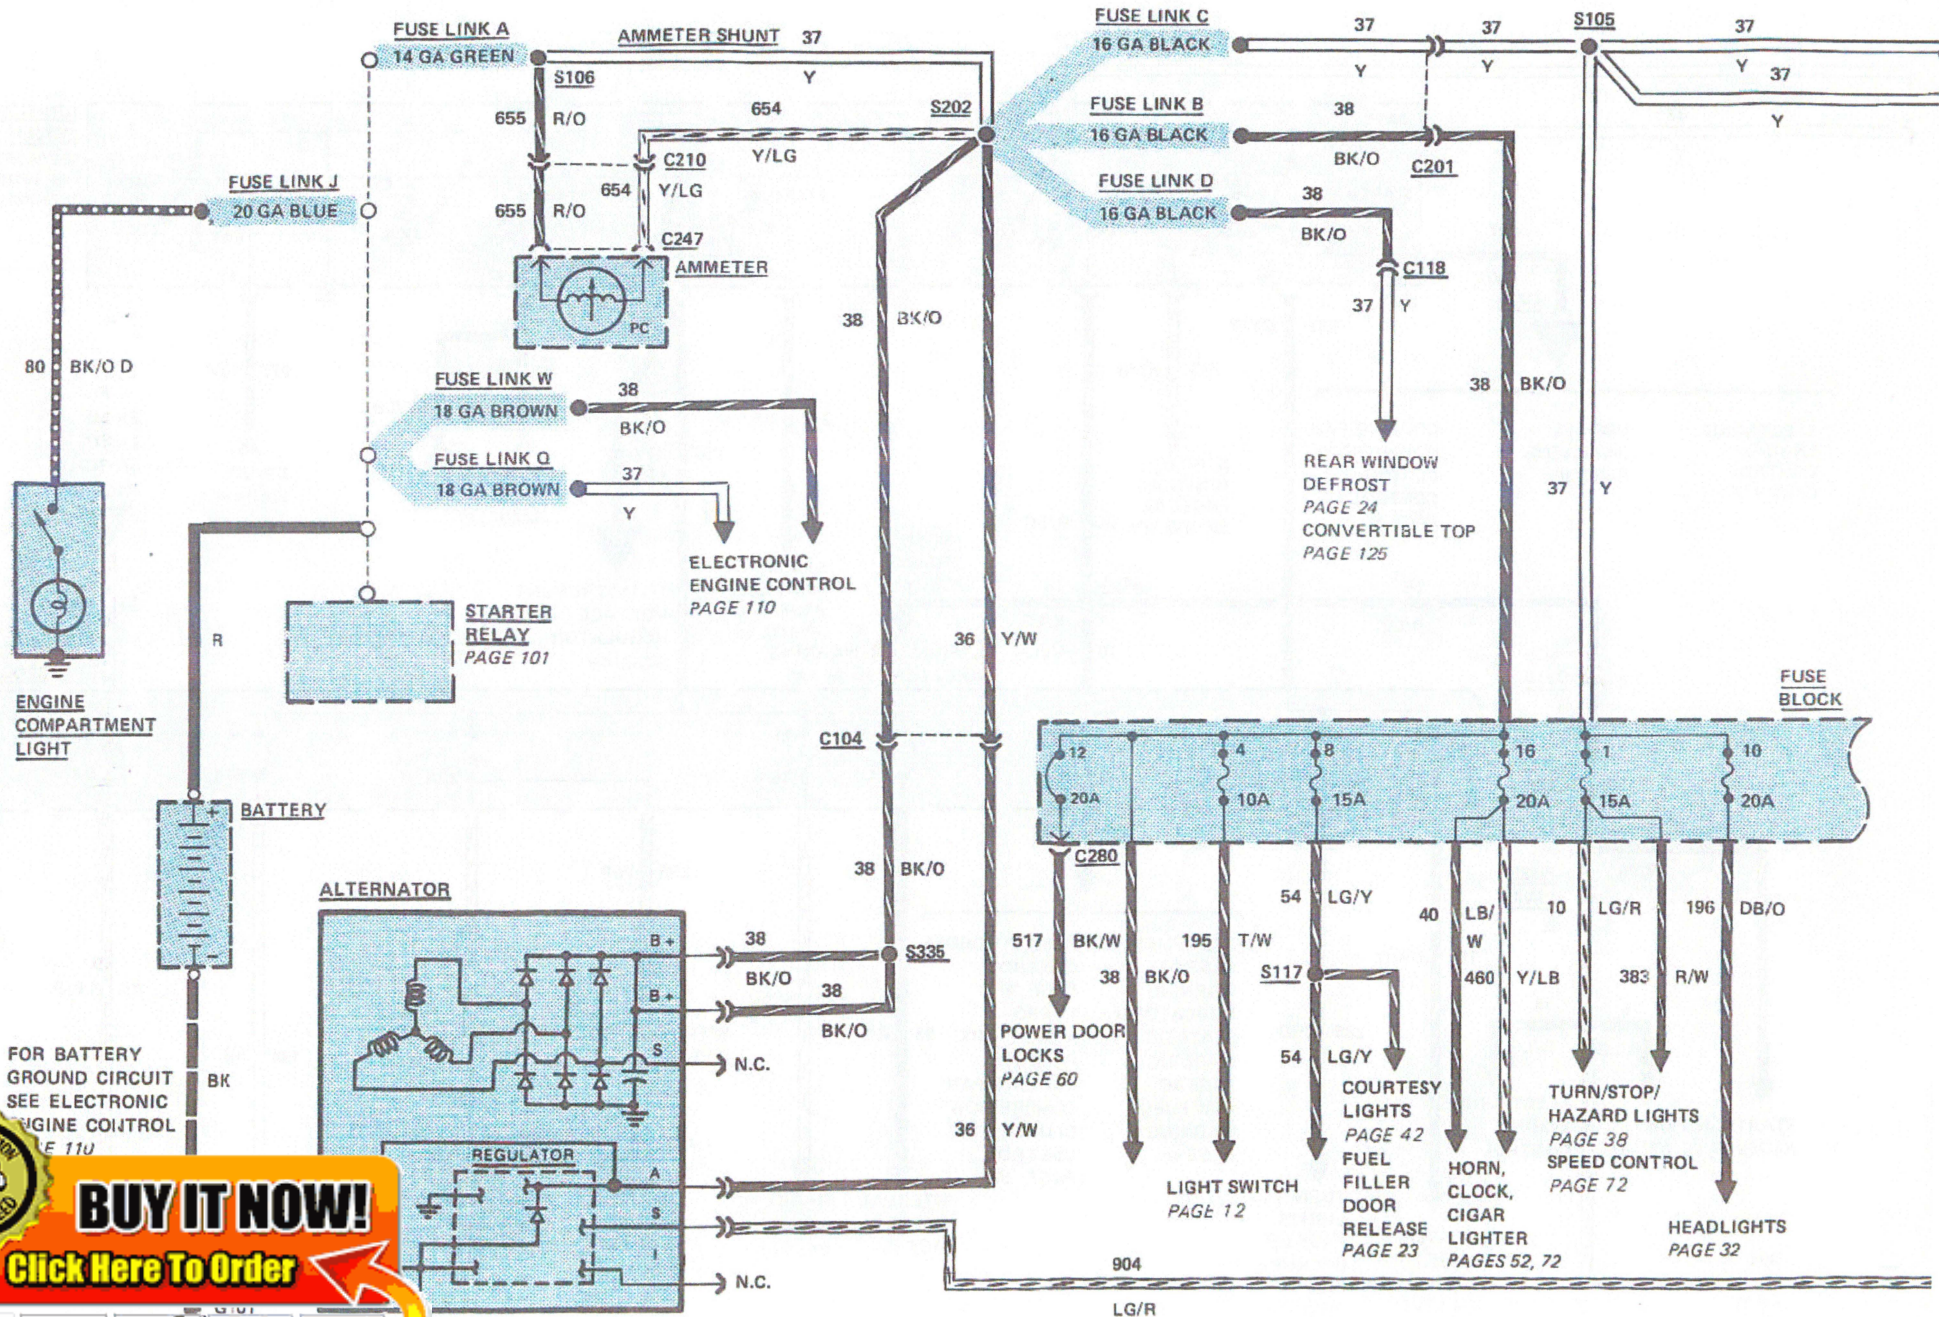 FUSE LINK A
14 GA GREEN
AMMETER SHUNT 37
Y
S106
655 R/O
654
Y/LG
C210
654 Y/LG
655 R/O
C247
AMMETER
PC
S202
FUSE LINK C
16 GA BLACK
37
Y
37
Y
S105
37
Y
37
Y
FUSE LINK B
16 GA BLACK
38
BK/O
C201
FUSE LINK D
16 GA BLACK
38
BK/O
C118
37 Y
REAR WINDOW
DEFROST
PAGE 24
CONVERTIBLE TOP
PAGE 125
38 BK/O
37 Y
FUSE LINK J
20 GA BLUE
80 BK/O D
FUSE LINK W
18 GA BROWN
38
BK/O
FUSE LINK Q
18 GA BROWN
37
Y
ELECTRONIC
ENGINE CONTROL
PAGE 110
38 BK/O
36 Y/W
STARTER
RELAY
PAGE 101
R
ENGINE
COMPARTMENT
LIGHT
BATTERY
+
-
C104
38 BK/O
FUSE
BLOCK
12
20A
4
10A
8
15A
16
20A
1
15A
10
20A
C280
517 BK/W
38 BK/O
195 T/W
54 LG/Y
S117
54 LG/Y
40 LB/
W
460 Y/LB
10 LG/R
383 R/W
196 DB/O
POWER DOOR
LOCKS
PAGE 60
LIGHT SWITCH
PAGE 12
COURTESY
LIGHTS
PAGE 42
FUEL
FILLER
DOOR
RELEASE
PAGE 23
HORN,
CLOCK,
CIGAR
LIGHTER
PAGES 52, 72
TURN/STOP/
HAZARD LIGHTS
PAGE 38
SPEED CONTROL
PAGE 72
HEADLIGHTS
PAGE 32
ALTERNATOR
B+
38
BK/O
S335
B+
38
BK/O
S
N.C.
36 Y/W
REGULATOR
A
S
I
N.C.
904
LG/R
FOR BATTERY
GROUND CIRCUIT
SEE ELECTRONIC
ENGINE CONTROL
110
BK
BUY IT NOW!
Click Here To Order